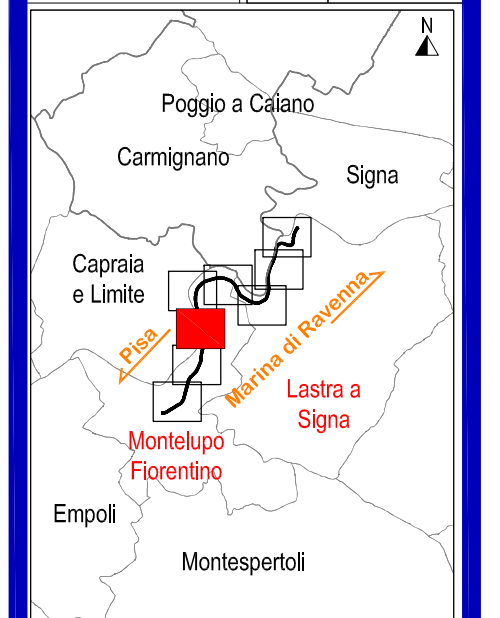 N
Poggio a Caiano
Carmignano
Signa
Capraia
e Limite
Pisa
Marina di Ravenna
Lastra a
Signa
Montelupo
Fiorentino
Empoli
Montespertoli